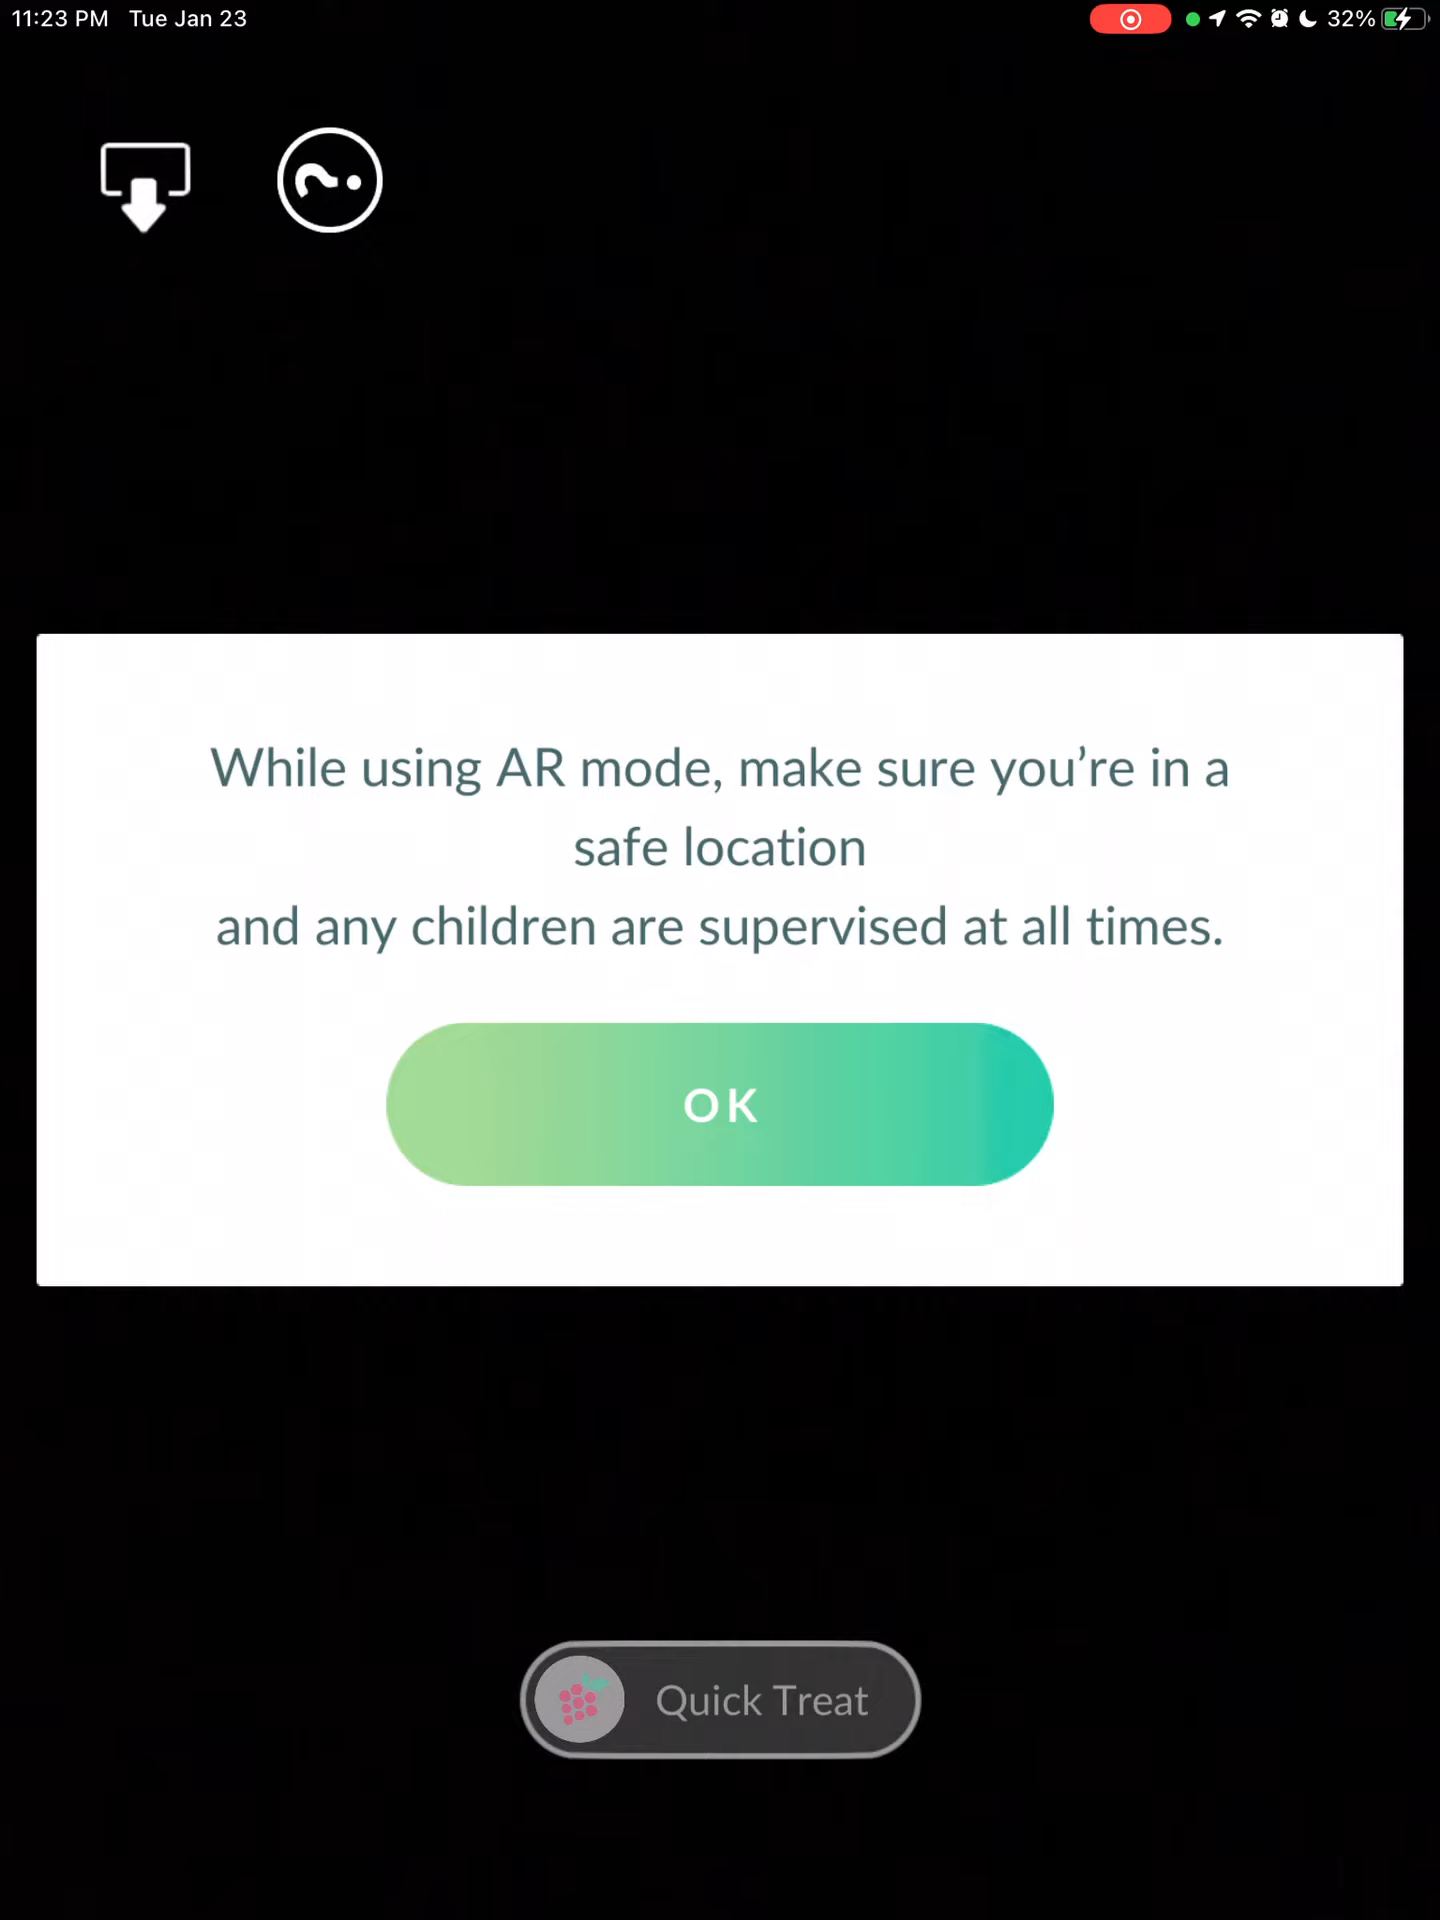 11:23 PM Tue Jan 23
32%
While using AR mode, make sure you’re in a
safe location
and any children are supervised at all times.
OK
Quick Treat